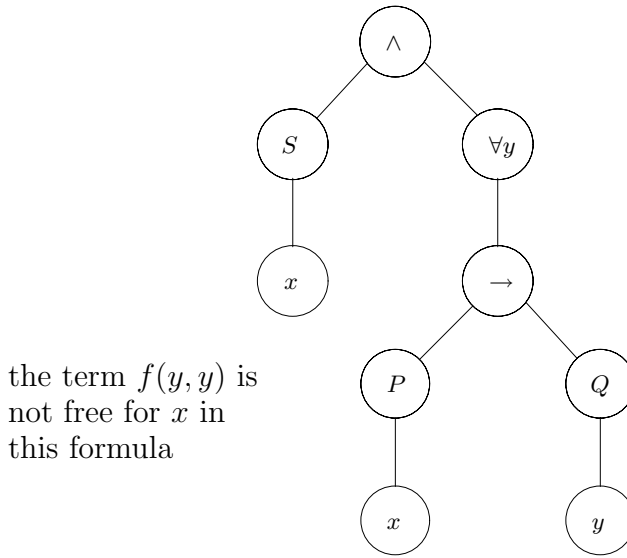 ∧
S ∀y
x →
the term f(y, y) is
not free for x in
this formula
P Q
x y